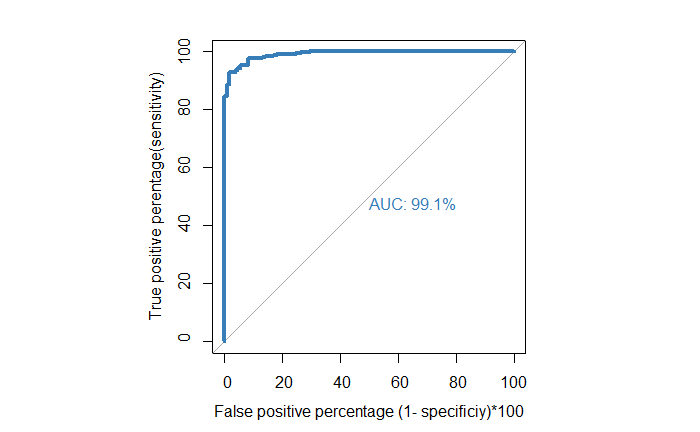 True positive perentage(sensitivity)
100
80
60
40
20
0
AUC: 99.1%
0 20 40 60 80 100
False positive percentage (1- specificiy)*100